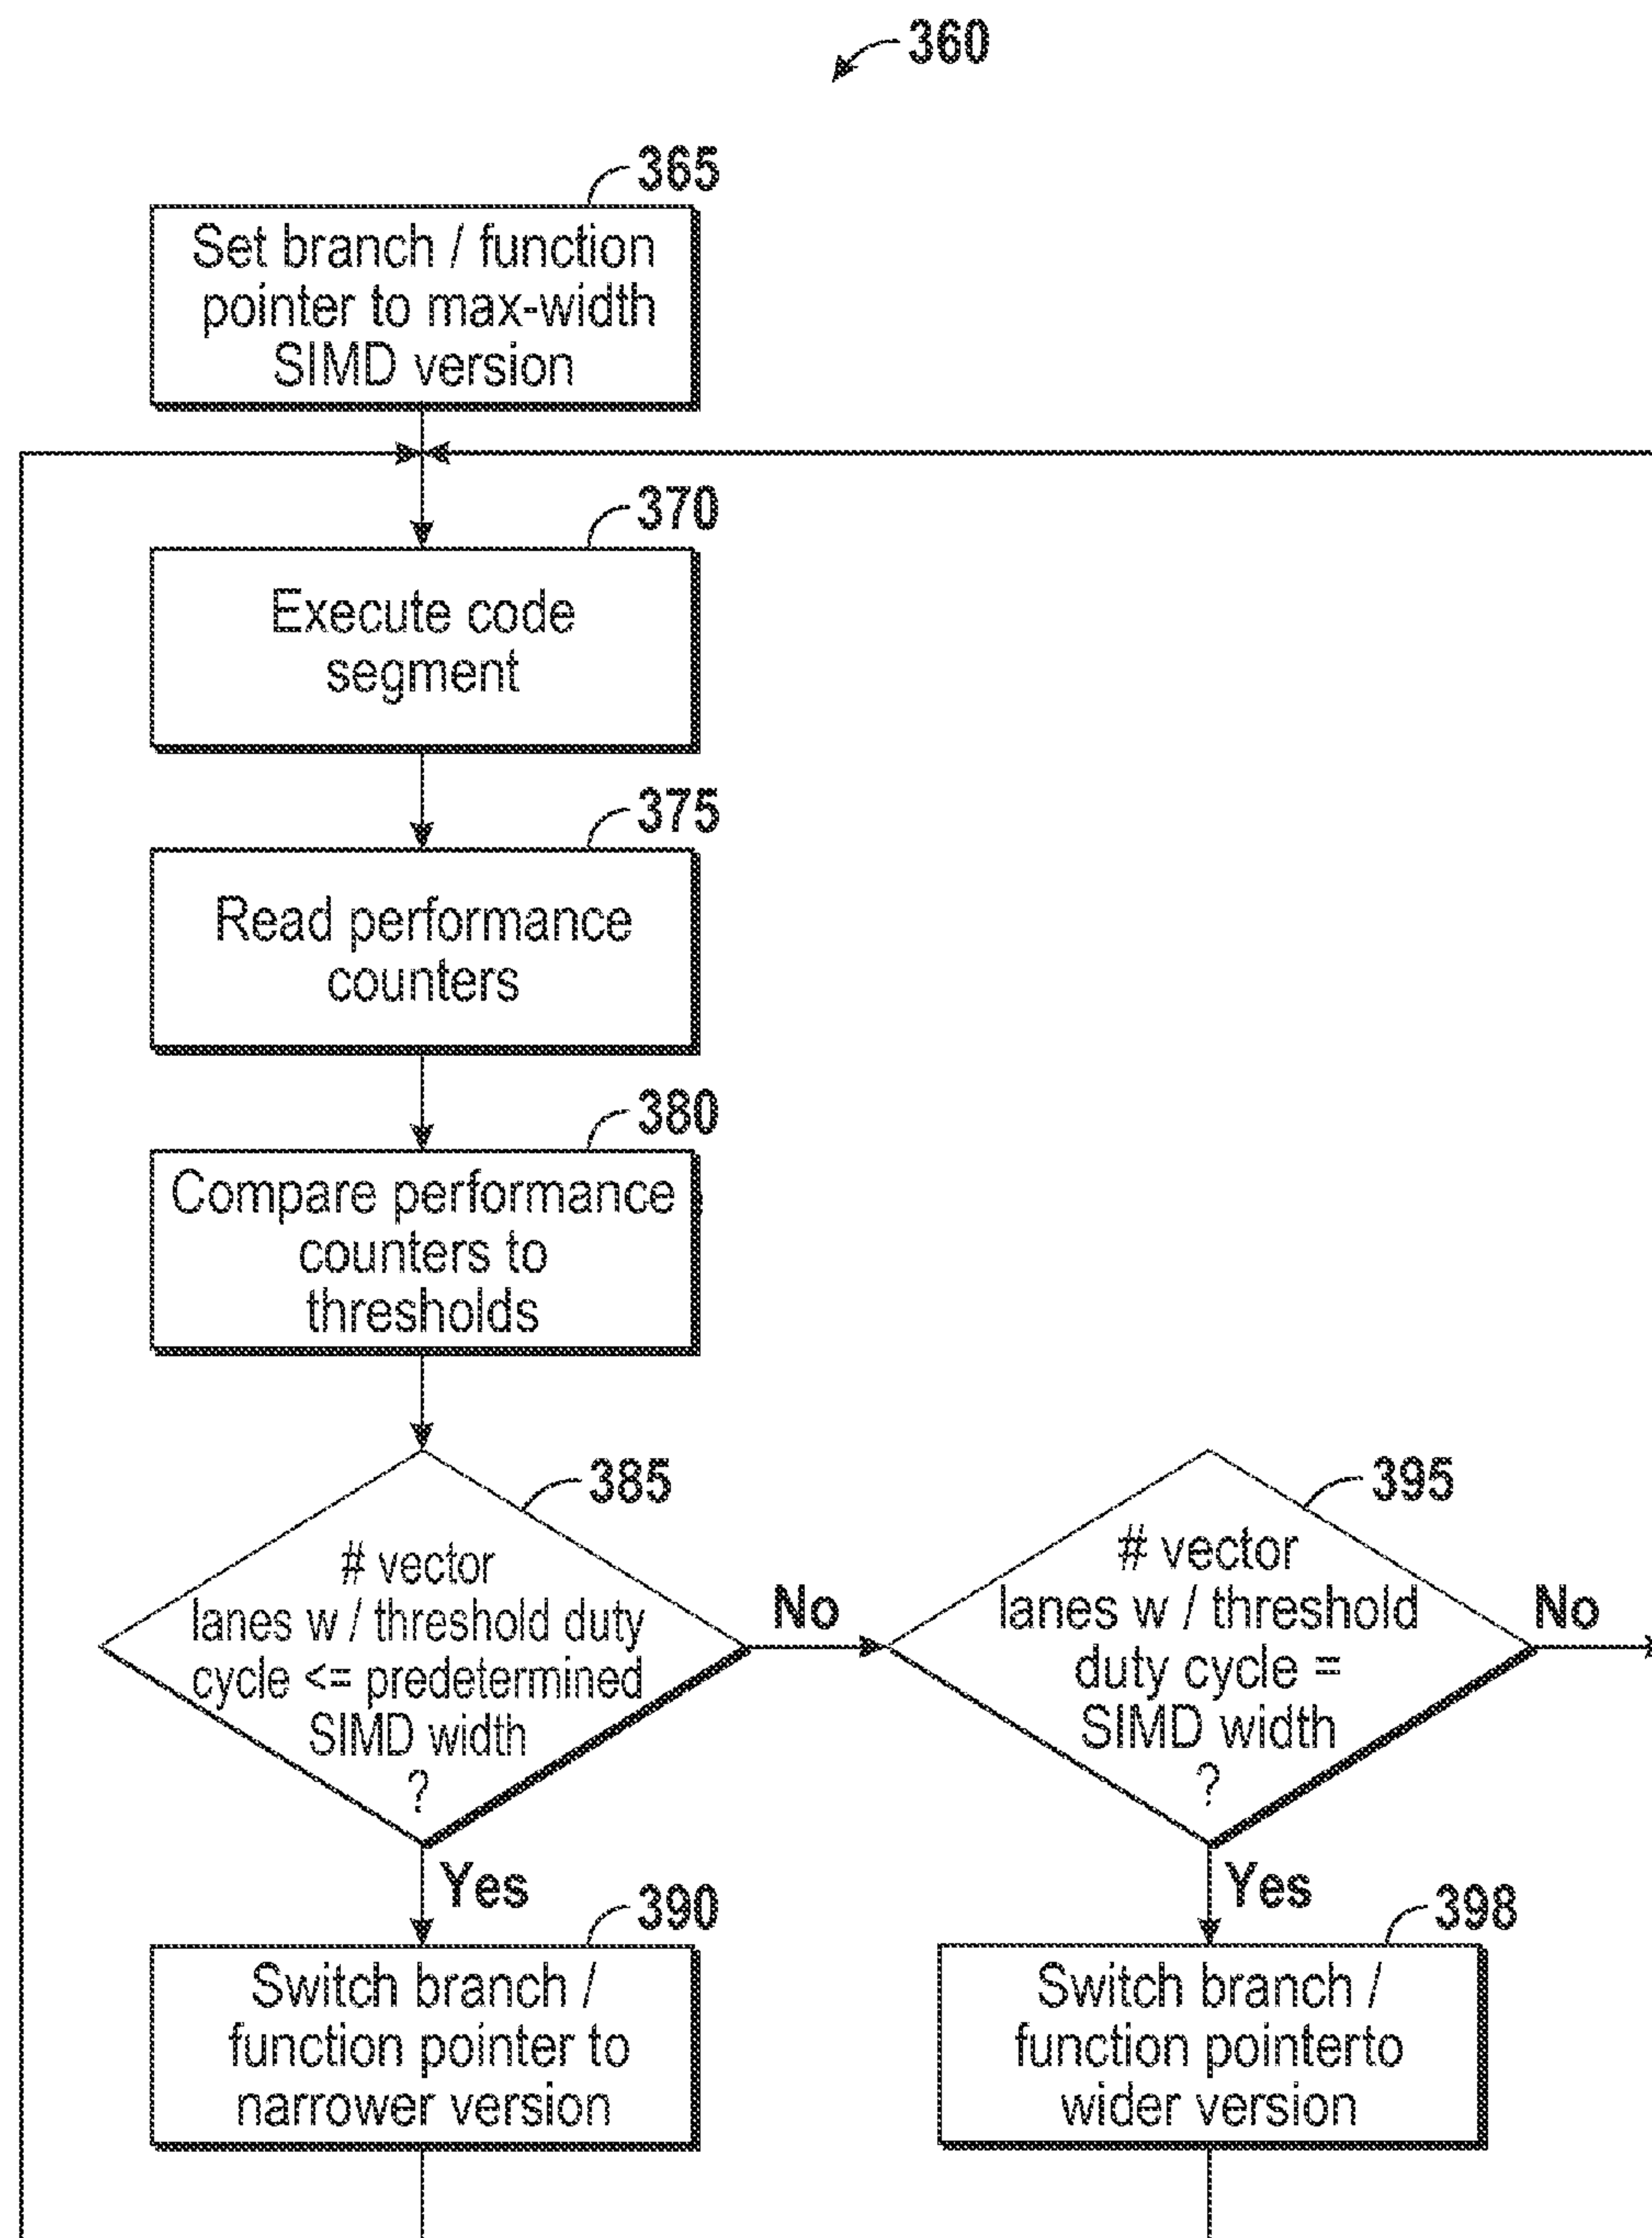 360
365
Set branch / function
pointer to max-width
SIMD version
370
Execute code
segment
375
Read performance
counters
380
Compare performance
counters to
thresholds
385
# vector
lanes w / threshold duty
cycle <= predetermined
SIMD width
?
No
395
# vector
lanes w / threshold
duty cycle =
SIMD width
?
No
Yes
390
Switch branch /
function pointer to
narrower version
Yes
398
Switch branch /
function pointerto
wider version